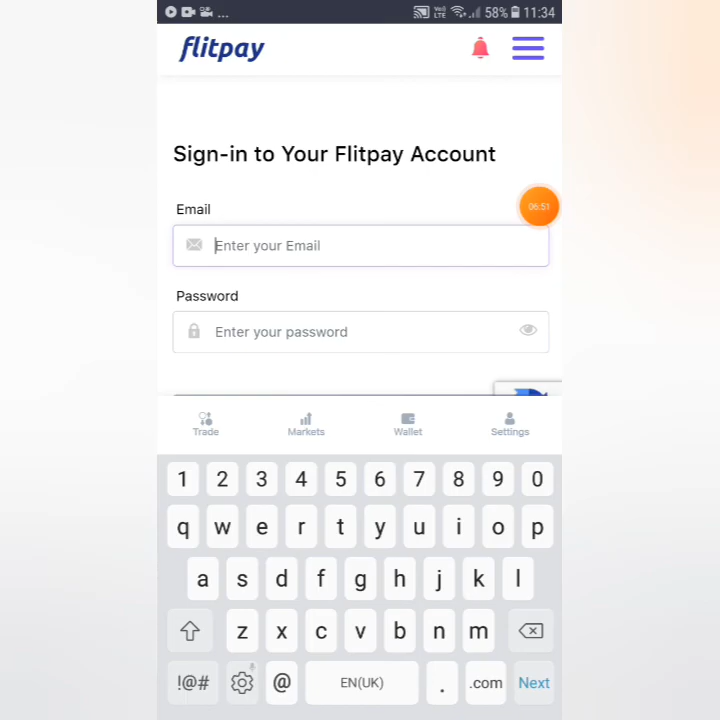 ... Vo) LTE 58% 11:34
flitpay
Sign-in to Your Flitpay Account
06:51
Email
Enter your Email
Password
Enter your password
Trade Markets Wallet Settings
1 2 3 4 5 6 7 8 9 0
q w e r t y u i o p
a s d f g h j k l
z x c v b n m
!@# @ EN(UK) . .com Next